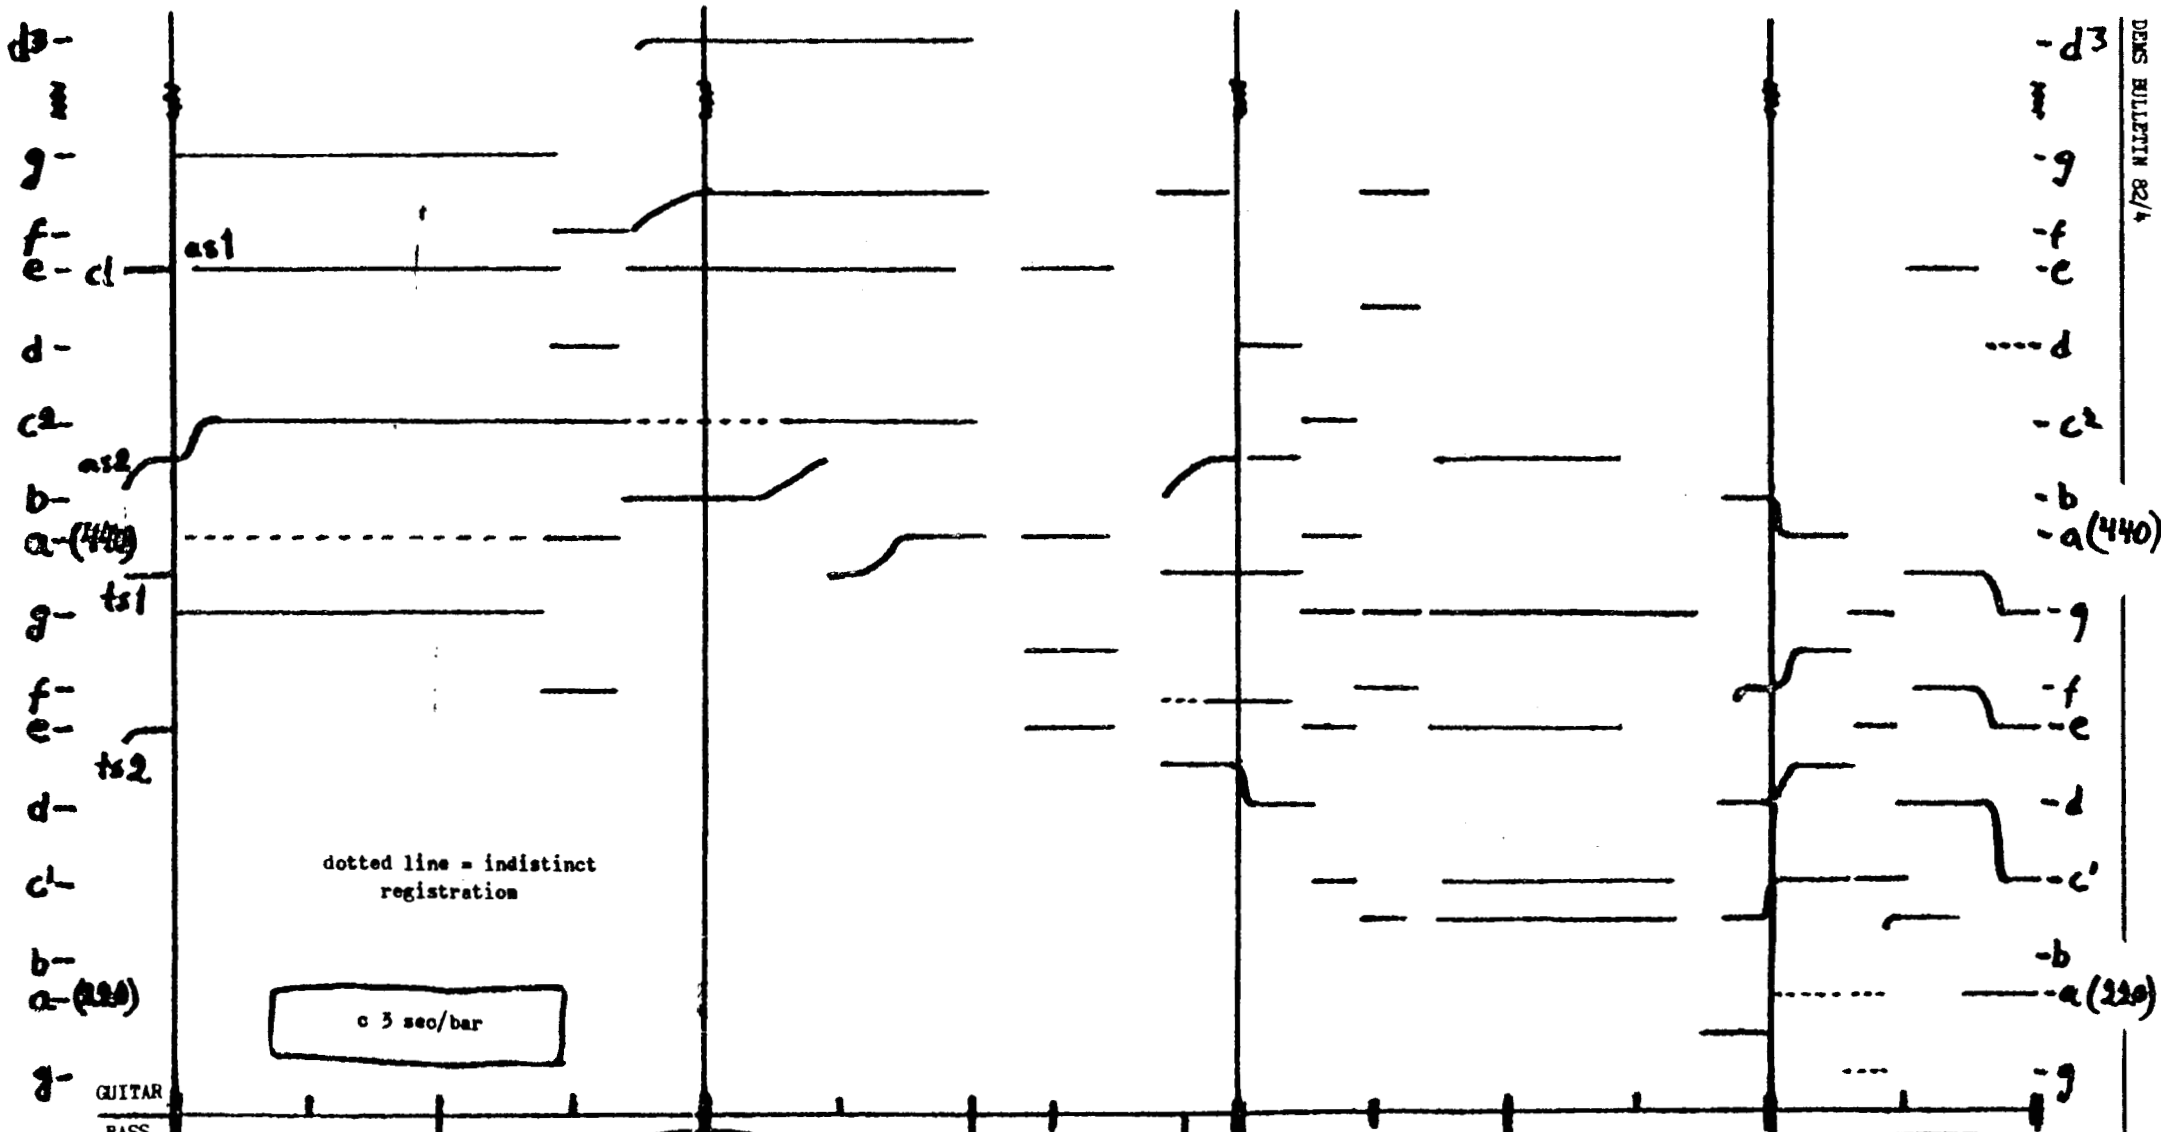 d3- -d3
g- -g
f- -f
as1
e- c1 -e
d- -d
c2- -c2
as2
b- -b
a-(440) -a(440)
ts1
g- -g
f- -f
e- -e
ts2
d- -d
dotted line = indistinct
registration
c1- -c'
b- -b
a-(220) -a(220)
c 3 sec/bar
g- -g
GUITAR
BASS
DEMS BULLETIN 82/4